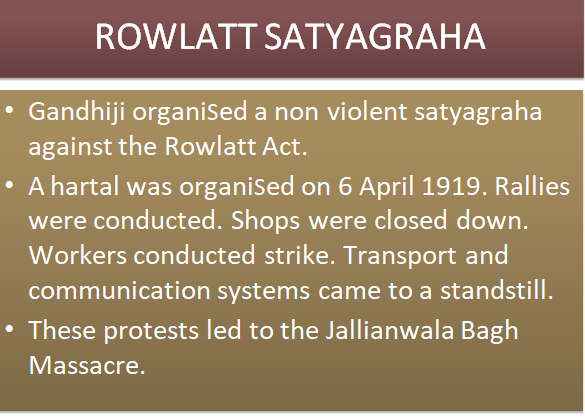 ROWLATT SATYAGRAHA
• Gandhiji organised a non violent satyagraha
against the Rowlatt Act.
• A hartal was organised on 6 April 1919. Rallies
were conducted. Shops were closed down.
Workers conducted strike. Transport and
communication systems came to a standstill.
• These protests led to the Jallianwala Bagh
Massacre.